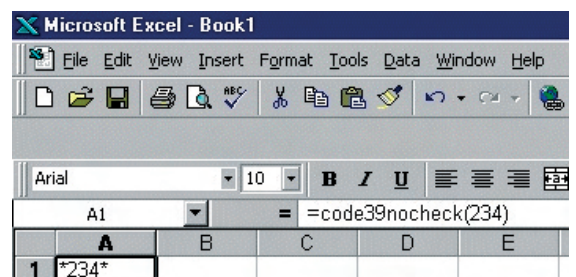 Microsoft Excel - Book1
File Edit View Insert Format Tools Data Window Help
ABC
Arial 10 B I U a
A1 = =code39nocheck(234)
A B C D E
1 *234*